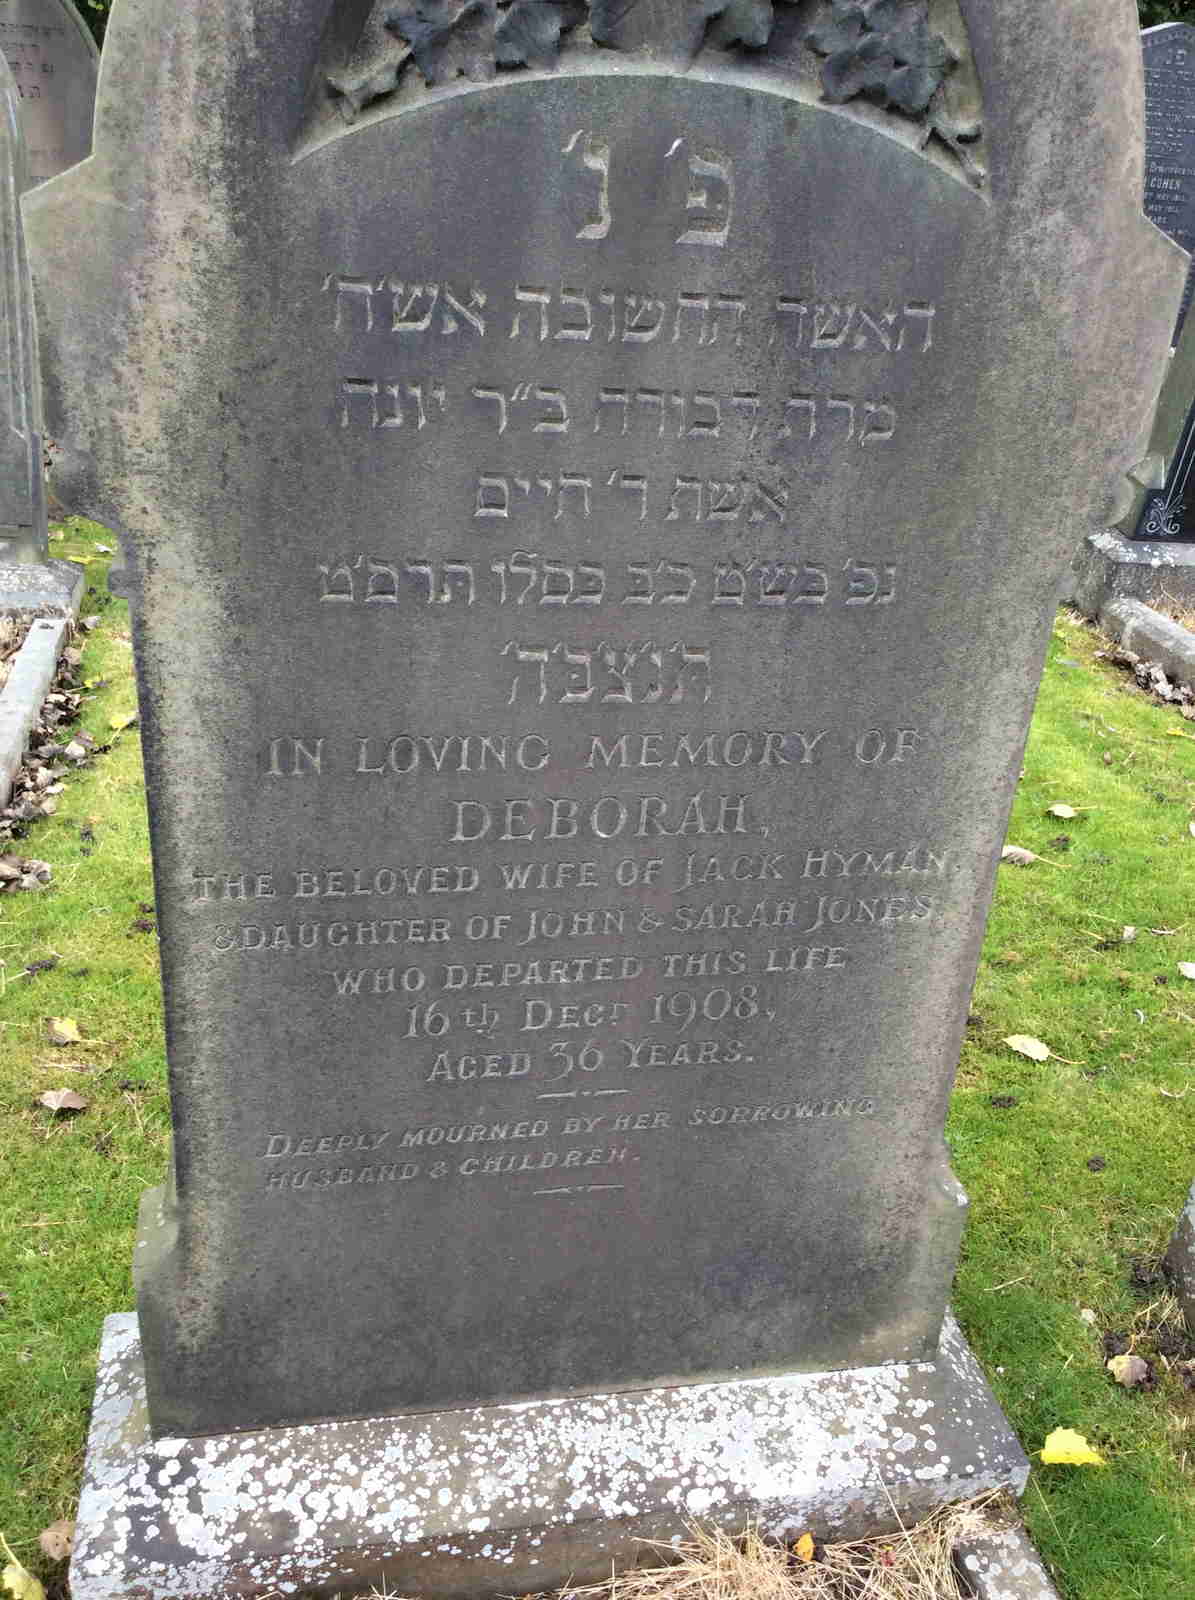 פ' נ'
האשה החשובה אש'ח'
מרת דבורה ב"ר יונה
אשת ר' חיים
נפ' בש'ט כ'ב כסלו תרס'ט
ת'נ'צ'ב'ה'
IN LOVING MEMORY OF
DEBORAH,
THE BELOVED WIFE OF JACK HYMAN,
& DAUGHTER OF JOHN & SARAH JONES,
WHO DEPARTED THIS LIFE
16th DECR 1908,
AGED 36 YEARS.
DEEPLY MOURNED BY HER SORROWING
HUSBAND & CHILDREN.
COHEN